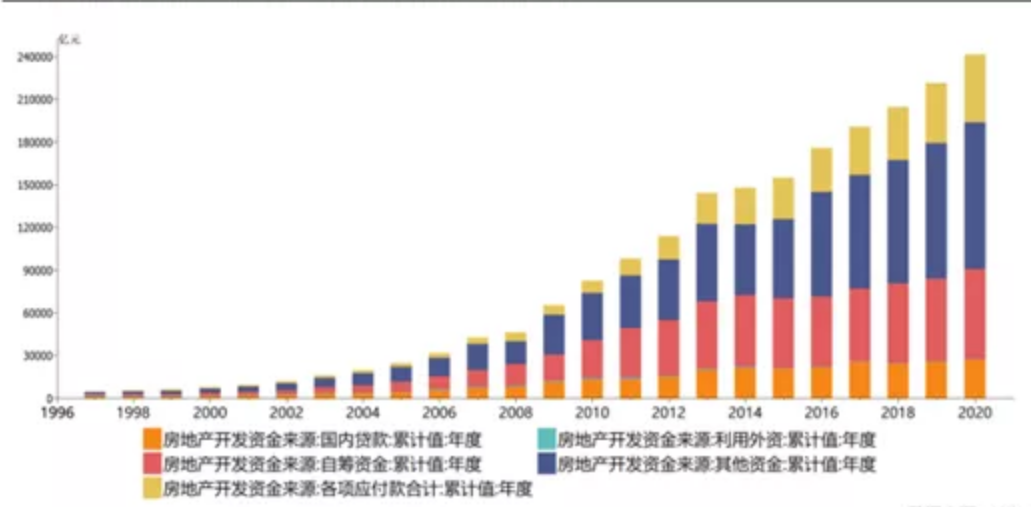 亿元
240000
210000
180000
150000
120000
90000
60000
30000
0
1996 1998 2000 2002 2004 2006 2008 2010 2012 2014 2016 2018 2020
房地产开发资金来源:国内贷款:累计值:年度 房地产开发资金来源:利用外资:累计值:年度
房地产开发资金来源:自筹资金:累计值:年度 房地产开发资金来源:其他资金:累计值:年度
房地产开发资金来源:各项应付款合计:累计值:年度